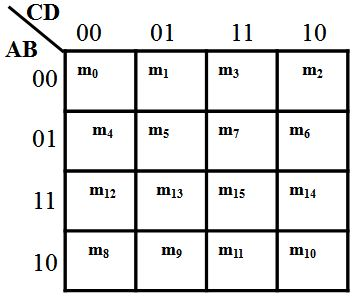 CD
AB 00 01 11 10
00 m₀ m₁ m₃ m₂
01 m₄ m₅ m₇ m₆
11 m₁₂ m₁₃ m₁₅ m₁₄
10 m₈ m₉ m₁₁ m₁₀